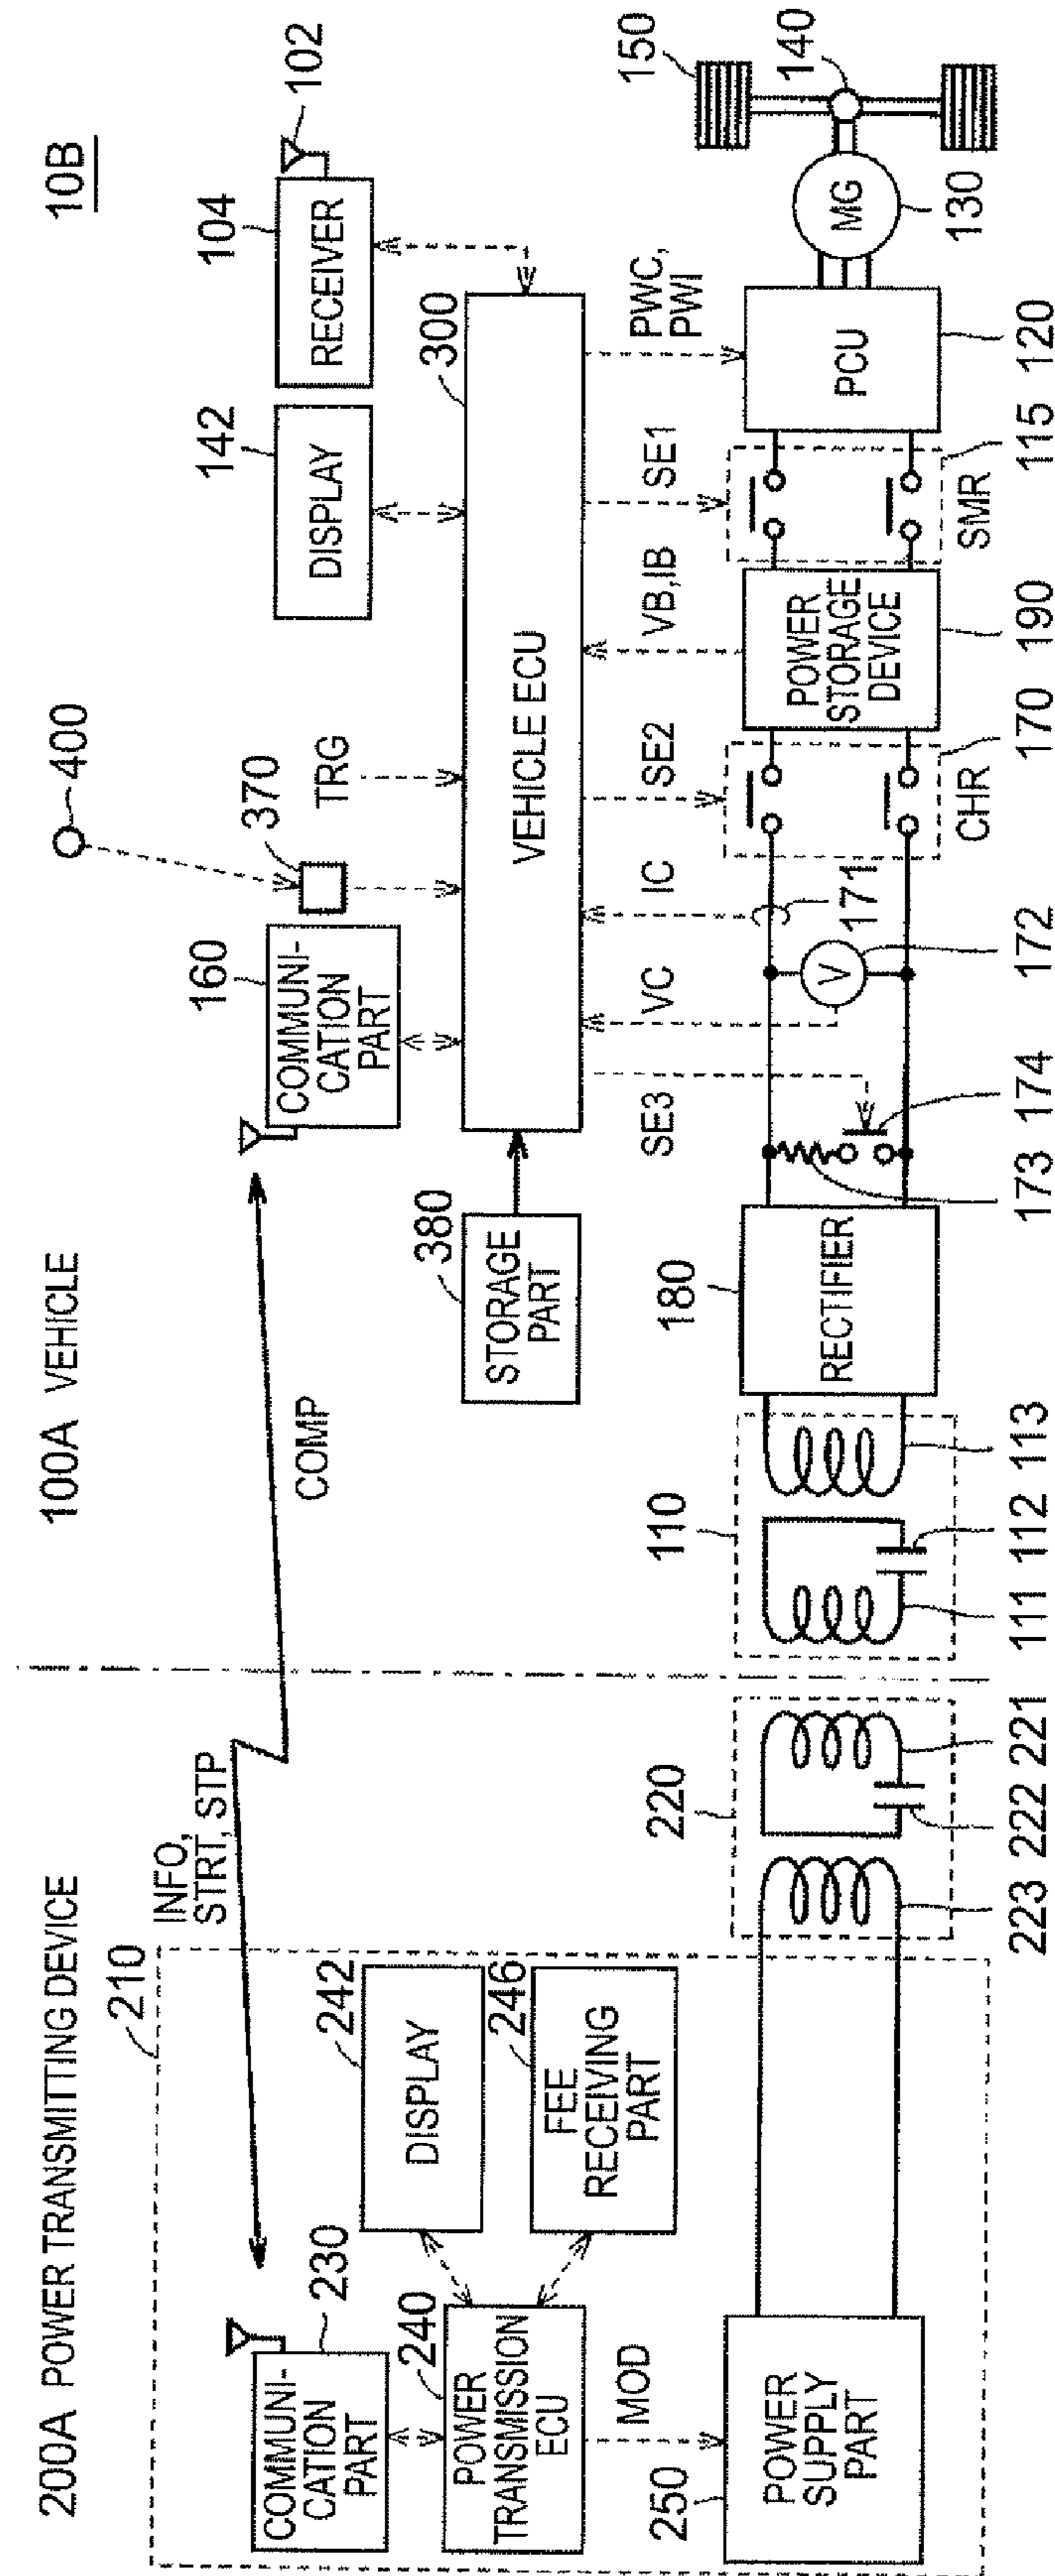 10B
200A POWER TRANSMITTING DEVICE
100A VEHICLE
210
INFO,
STRT, STP
COMP
COMMUNI-
CATION
PART
230
240
POWER
TRANSMISSION
ECU
242
DISPLAY
246
FEE
RECEIVING
PART
MOD
250
POWER
SUPPLY
PART
220
223
222
221
110
111
112
113
180
RECTIFIER
380
STORAGE
PART
160
COMMUNI-
CATION
PART
400
370
TRG
142
DISPLAY
104
RECEIVER
102
300
VEHICLE ECU
SE3
VC
IC
SE2
VB,IB
SE1
PWC,
PWI
173
174
V
172
171
CHR
170
POWER
STORAGE
DEVICE
190
SMR
115
PCU
120
MG
130
140
150